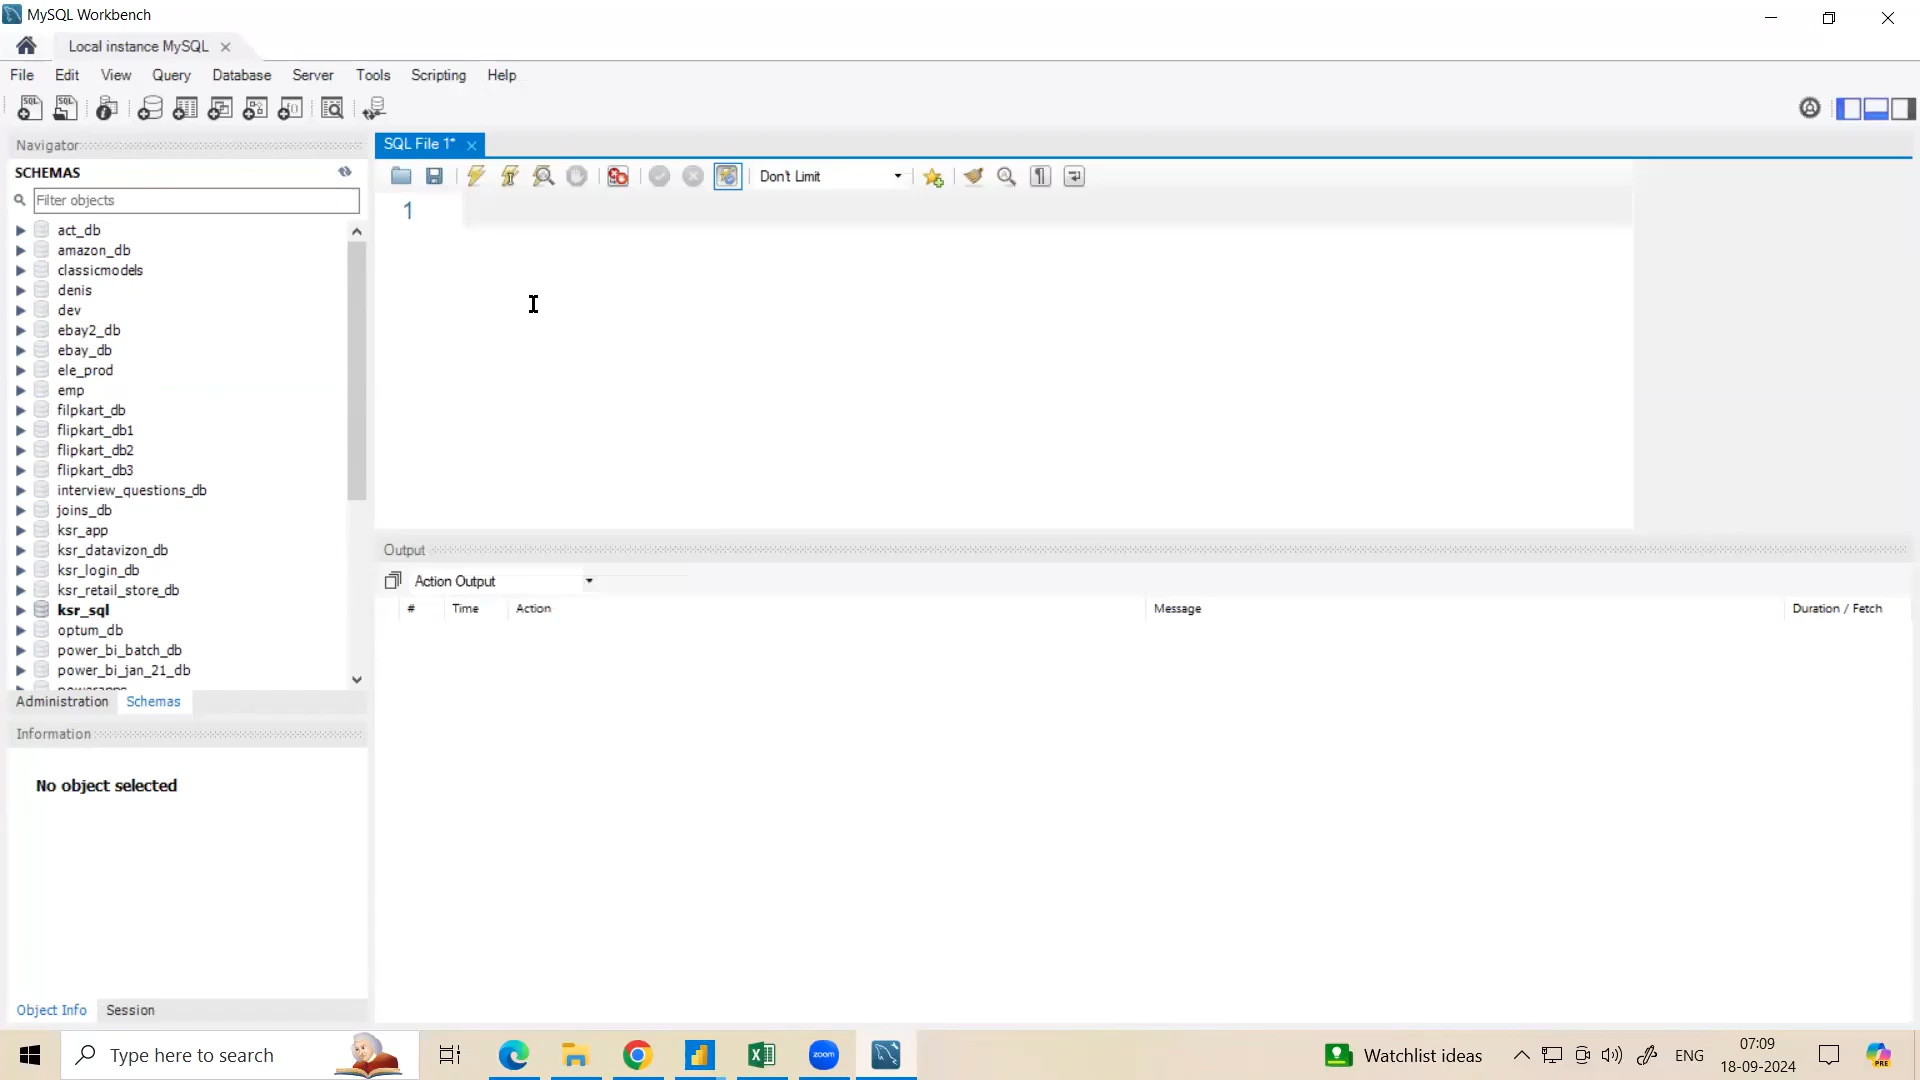 MySQL Workbench
Local instance MySQL
File Edit View Query Database Server Tools Scripting Help
Navigator
SCHEMAS
Filter objects
act_db
amazon_db
classicmodels
denis
dev
ebay2_db
ebay_db
ele_prod
emp
filpkart_db
flipkart_db1
flipkart_db2
flipkart_db3
interview_questions_db
joins_db
ksr_app
ksr_datavizon_db
ksr_login_db
ksr_retail_store_db
ksr_sql
optum_db
power_bi_batch_db
power_bi_jan_21_db
Administration Schemas
Information
No object selected
Object Info Session
SQL File 1*
Don't Limit
1
Output
Action Output
# Time Action Message Duration / Fetch
Type here to search
zoom
Watchlist ideas
ENG
07:09
18-09-2024
PRE